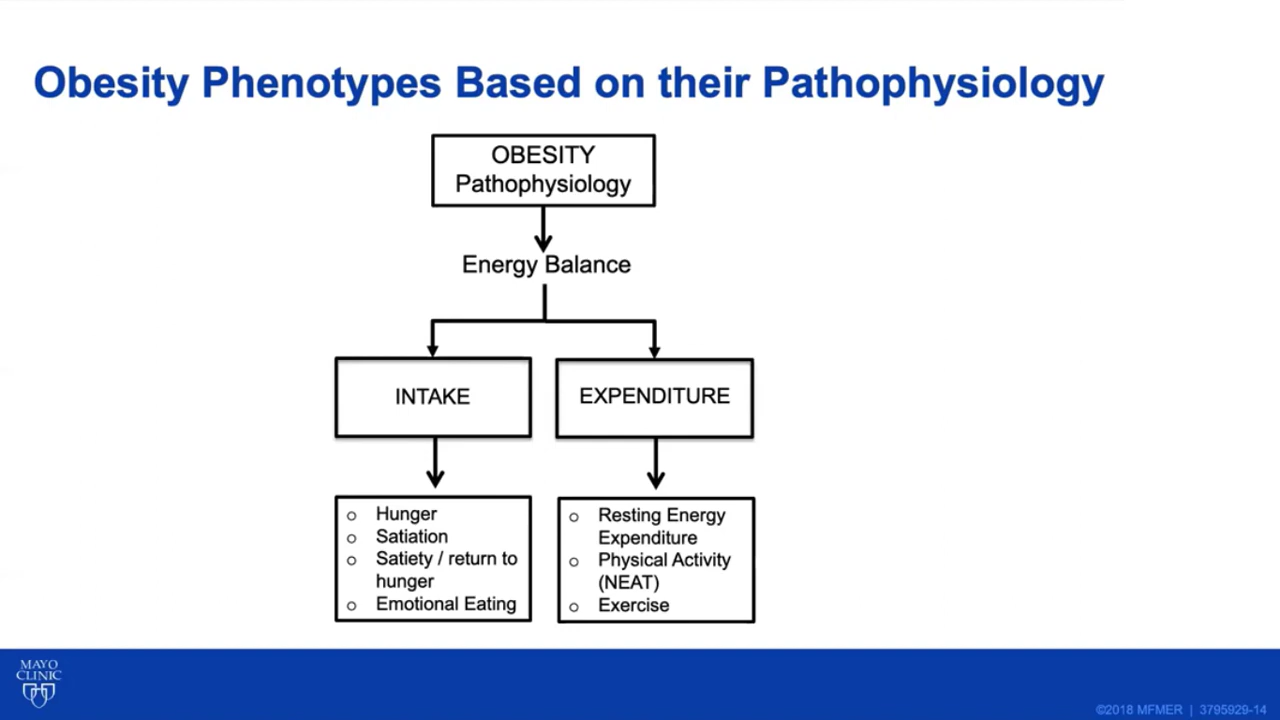 Obesity Phenotypes Based on their Pathophysiology
OBESITY
Pathophysiology
Energy Balance
INTAKE
EXPENDITURE
○ Hunger
○ Satiation
○ Satiety / return to
hunger
○ Emotional Eating
○ Resting Energy
Expenditure
○ Physical Activity
(NEAT)
○ Exercise
MAYO
CLINIC
©2018 MFMER | 3795929-14